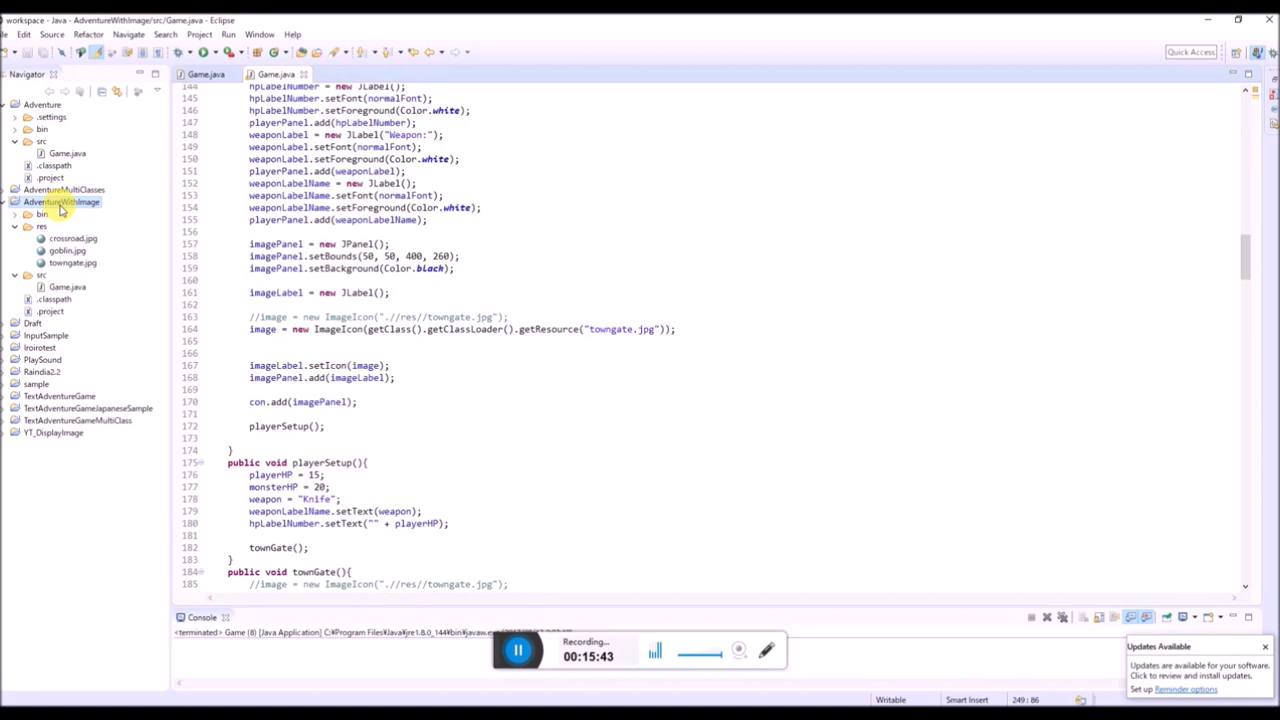 workspace - Java - AdventureWithImage/src/Game.java - Eclipse
Edit Source Refactor Navigate Search Project Run Window Help
Quick Access
Navigator
Game.java
Game.java
Adventure
.settings
bin
src
Game.java
.classpath
.project
AdventureMultiClasses
AdventureWithImage
bin
res
crossroad.jpg
goblin.jpg
towngate.jpg
src
Game.java
.classpath
.project
Draft
InputSample
Iroirotest
PlaySound
Raindia2.2
sample
TextAdventureGame
TextAdventureGameJapaneseSample
TextAdventureGameMultiClass
YT_DisplayImage
144 hpLabelNumber = new JLabel();
145 hpLabelNumber.setFont(normalFont);
146 hpLabelNumber.setForeground(Color.white);
147 playerPanel.add(hpLabelNumber);
148 weaponLabel = new JLabel("Weapon:");
149 weaponLabel.setFont(normalFont);
150 weaponLabel.setForeground(Color.white);
151 playerPanel.add(weaponLabel);
152 weaponLabelName = new JLabel();
153 weaponLabelName.setFont(normalFont);
154 weaponLabelName.setForeground(Color.white);
155 playerPanel.add(weaponLabelName);
156
157 imagePanel = new JPanel();
158 imagePanel.setBounds(50, 50, 400, 260);
159 imagePanel.setBackground(Color.black);
160
161 imageLabel = new JLabel();
162
163 //image = new ImageIcon(".//res//towngate.jpg");
164 image = new ImageIcon(getClass().getClassLoader().getResource("towngate.jpg"));
165
166
167 imageLabel.setIcon(image);
168 imagePanel.add(imageLabel);
169
170 con.add(imagePanel);
171
172 playerSetup();
173
174 }
175 public void playerSetup(){
176 playerHP = 15;
177 monsterHP = 20;
178 weapon = "Knife";
179 weaponLabelName.setText(weapon);
180 hpLabelNumber.setText("" + playerHP);
181
182 townGate();
183 }
184 public void townGate(){
185 //image = new ImageIcon(".//res//towngate.jpg");
Console
<terminated> Game (8) [Java Application] C:¥Program Files¥Java¥jre1.8.0_144¥bin¥javaw.exe
Recording...
00:15:43
Updates Available
Updates are available for your software.
Click to review and install updates.
Set up Reminder options
Writable Smart Insert 249 : 86